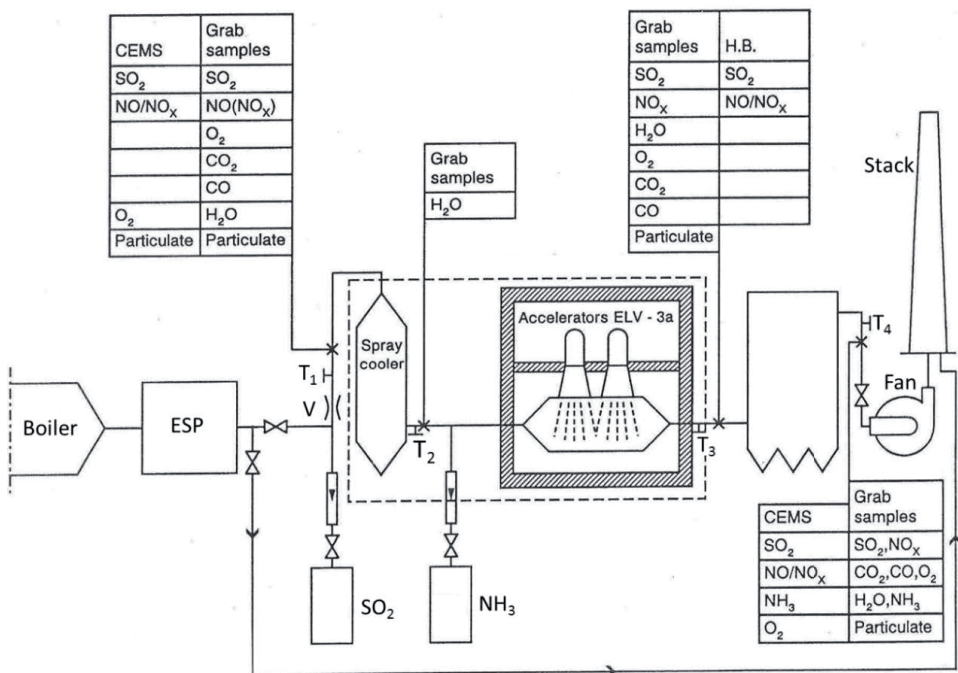 CEMS Grab samples
SO₂ SO₂
NO/NOₓ NO(NOₓ)
O₂
CO₂
CO
O₂ H₂O
Particulate Particulate
Grab samples H.B.
SO₂ SO₂
NOₓ NO/NOₓ
H₂O
O₂
CO₂
CO
Particulate
Grab samples
H₂O
Stack
Accelerators ELV - 3a
Spray cooler
T₁
T₂
T₃
T₄
V
Boiler
ESP
Fan
SO₂
NH₃
CEMS Grab samples
SO₂ SO₂,NOₓ
NO/NOₓ CO₂,CO,O₂
NH₃ H₂O,NH₃
O₂ Particulate